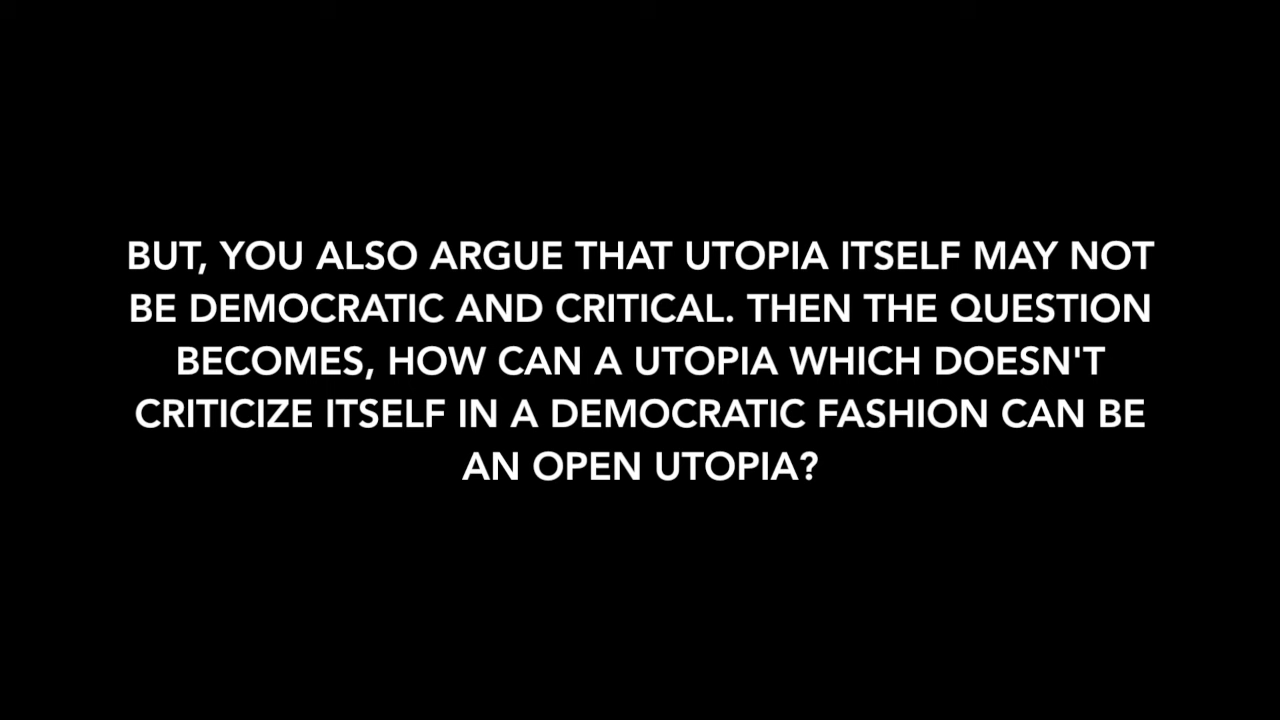 BUT, YOU ALSO ARGUE THAT UTOPIA ITSELF MAY NOT
BE DEMOCRATIC AND CRITICAL. THEN THE QUESTION
BECOMES, HOW CAN A UTOPIA WHICH DOESN'T
CRITICIZE ITSELF IN A DEMOCRATIC FASHION CAN BE
AN OPEN UTOPIA?